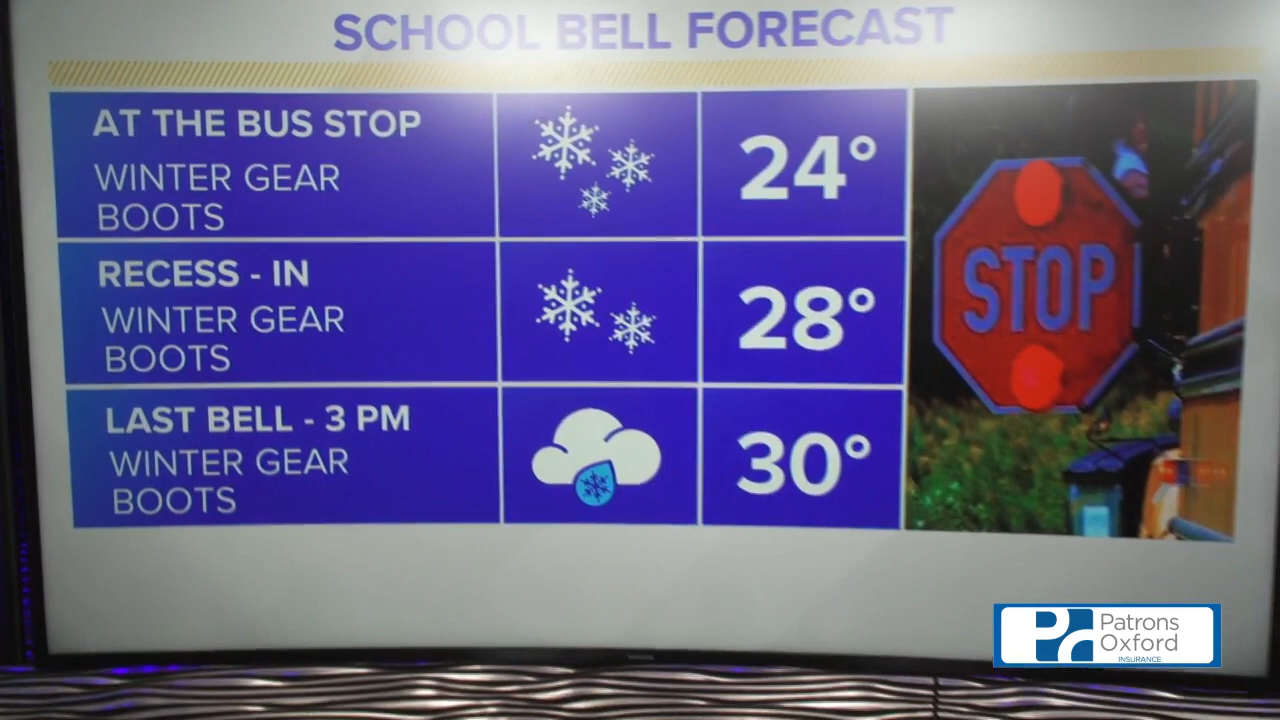 SCHOOL BELL FORECAST
AT THE BUS STOP
WINTER GEAR
BOOTS
24°
RECESS - IN
WINTER GEAR
BOOTS
28°
LAST BELL - 3 PM
WINTER GEAR
BOOTS
30°
STOP
Patrons
Oxford
INSURANCE